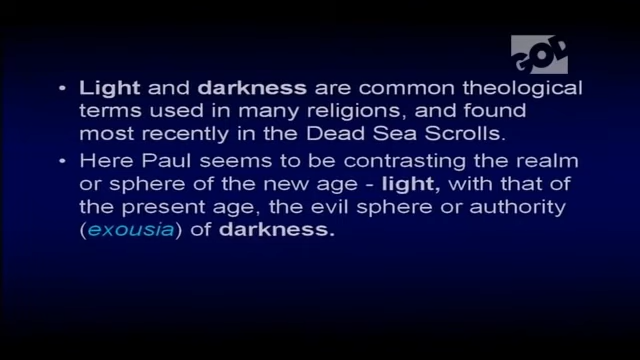 GOD
• Light and darkness are common theological
terms used in many religions, and found
most recently in the Dead Sea Scrolls.
• Here Paul seems to be contrasting the realm
or sphere of the new age - light, with that of
the present age, the evil sphere or authority
(exousia) of darkness.